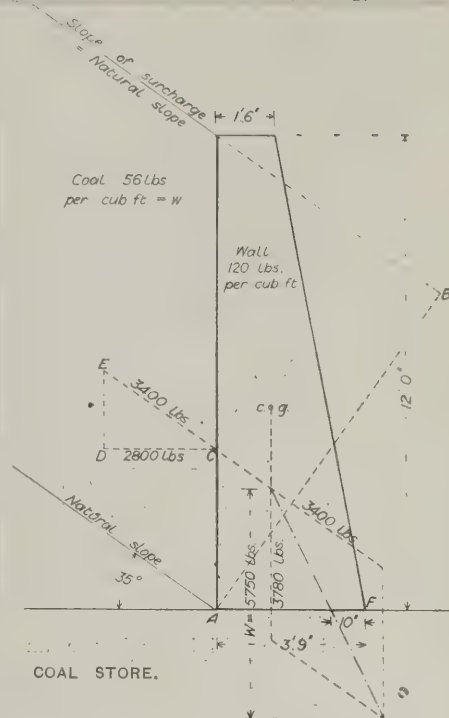 Slope of surcharge
= Natural slope
1'6"
Coal 56 lbs
per cub ft = w
Wall
120 lbs.
per cub ft
B
12'.0"
E
3400 lbs
c.g.
D 2800 lbs C
3400 lbs
Natural slope
35°
W = 5750 lbs.
3780 lbs.
A
F
10"
3'9"
COAL STORE.